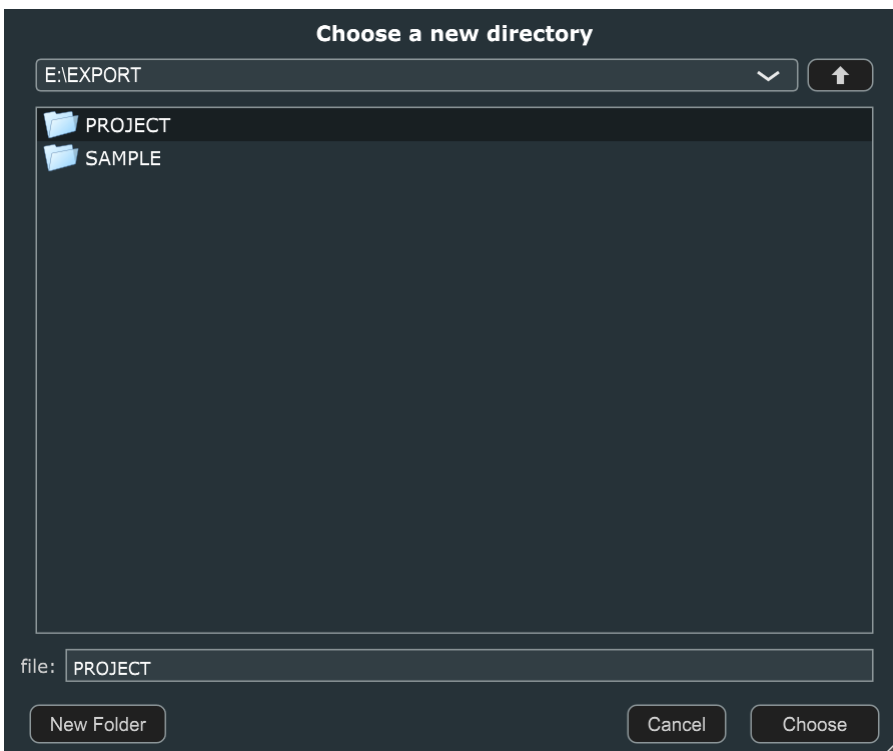 Choose a new directory
E:\EXPORT
PROJECT
SAMPLE
file: PROJECT
New Folder Cancel Choose